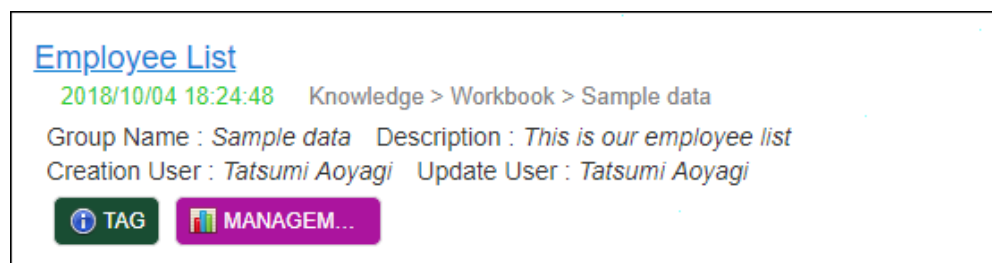 Employee List
2018/10/04 18:24:48 Knowledge > Workbook > Sample data
Group Name : Sample data Description : This is our employee list
Creation User : Tatsumi Aoyagi Update User : Tatsumi Aoyagi
TAG MANAGEM...